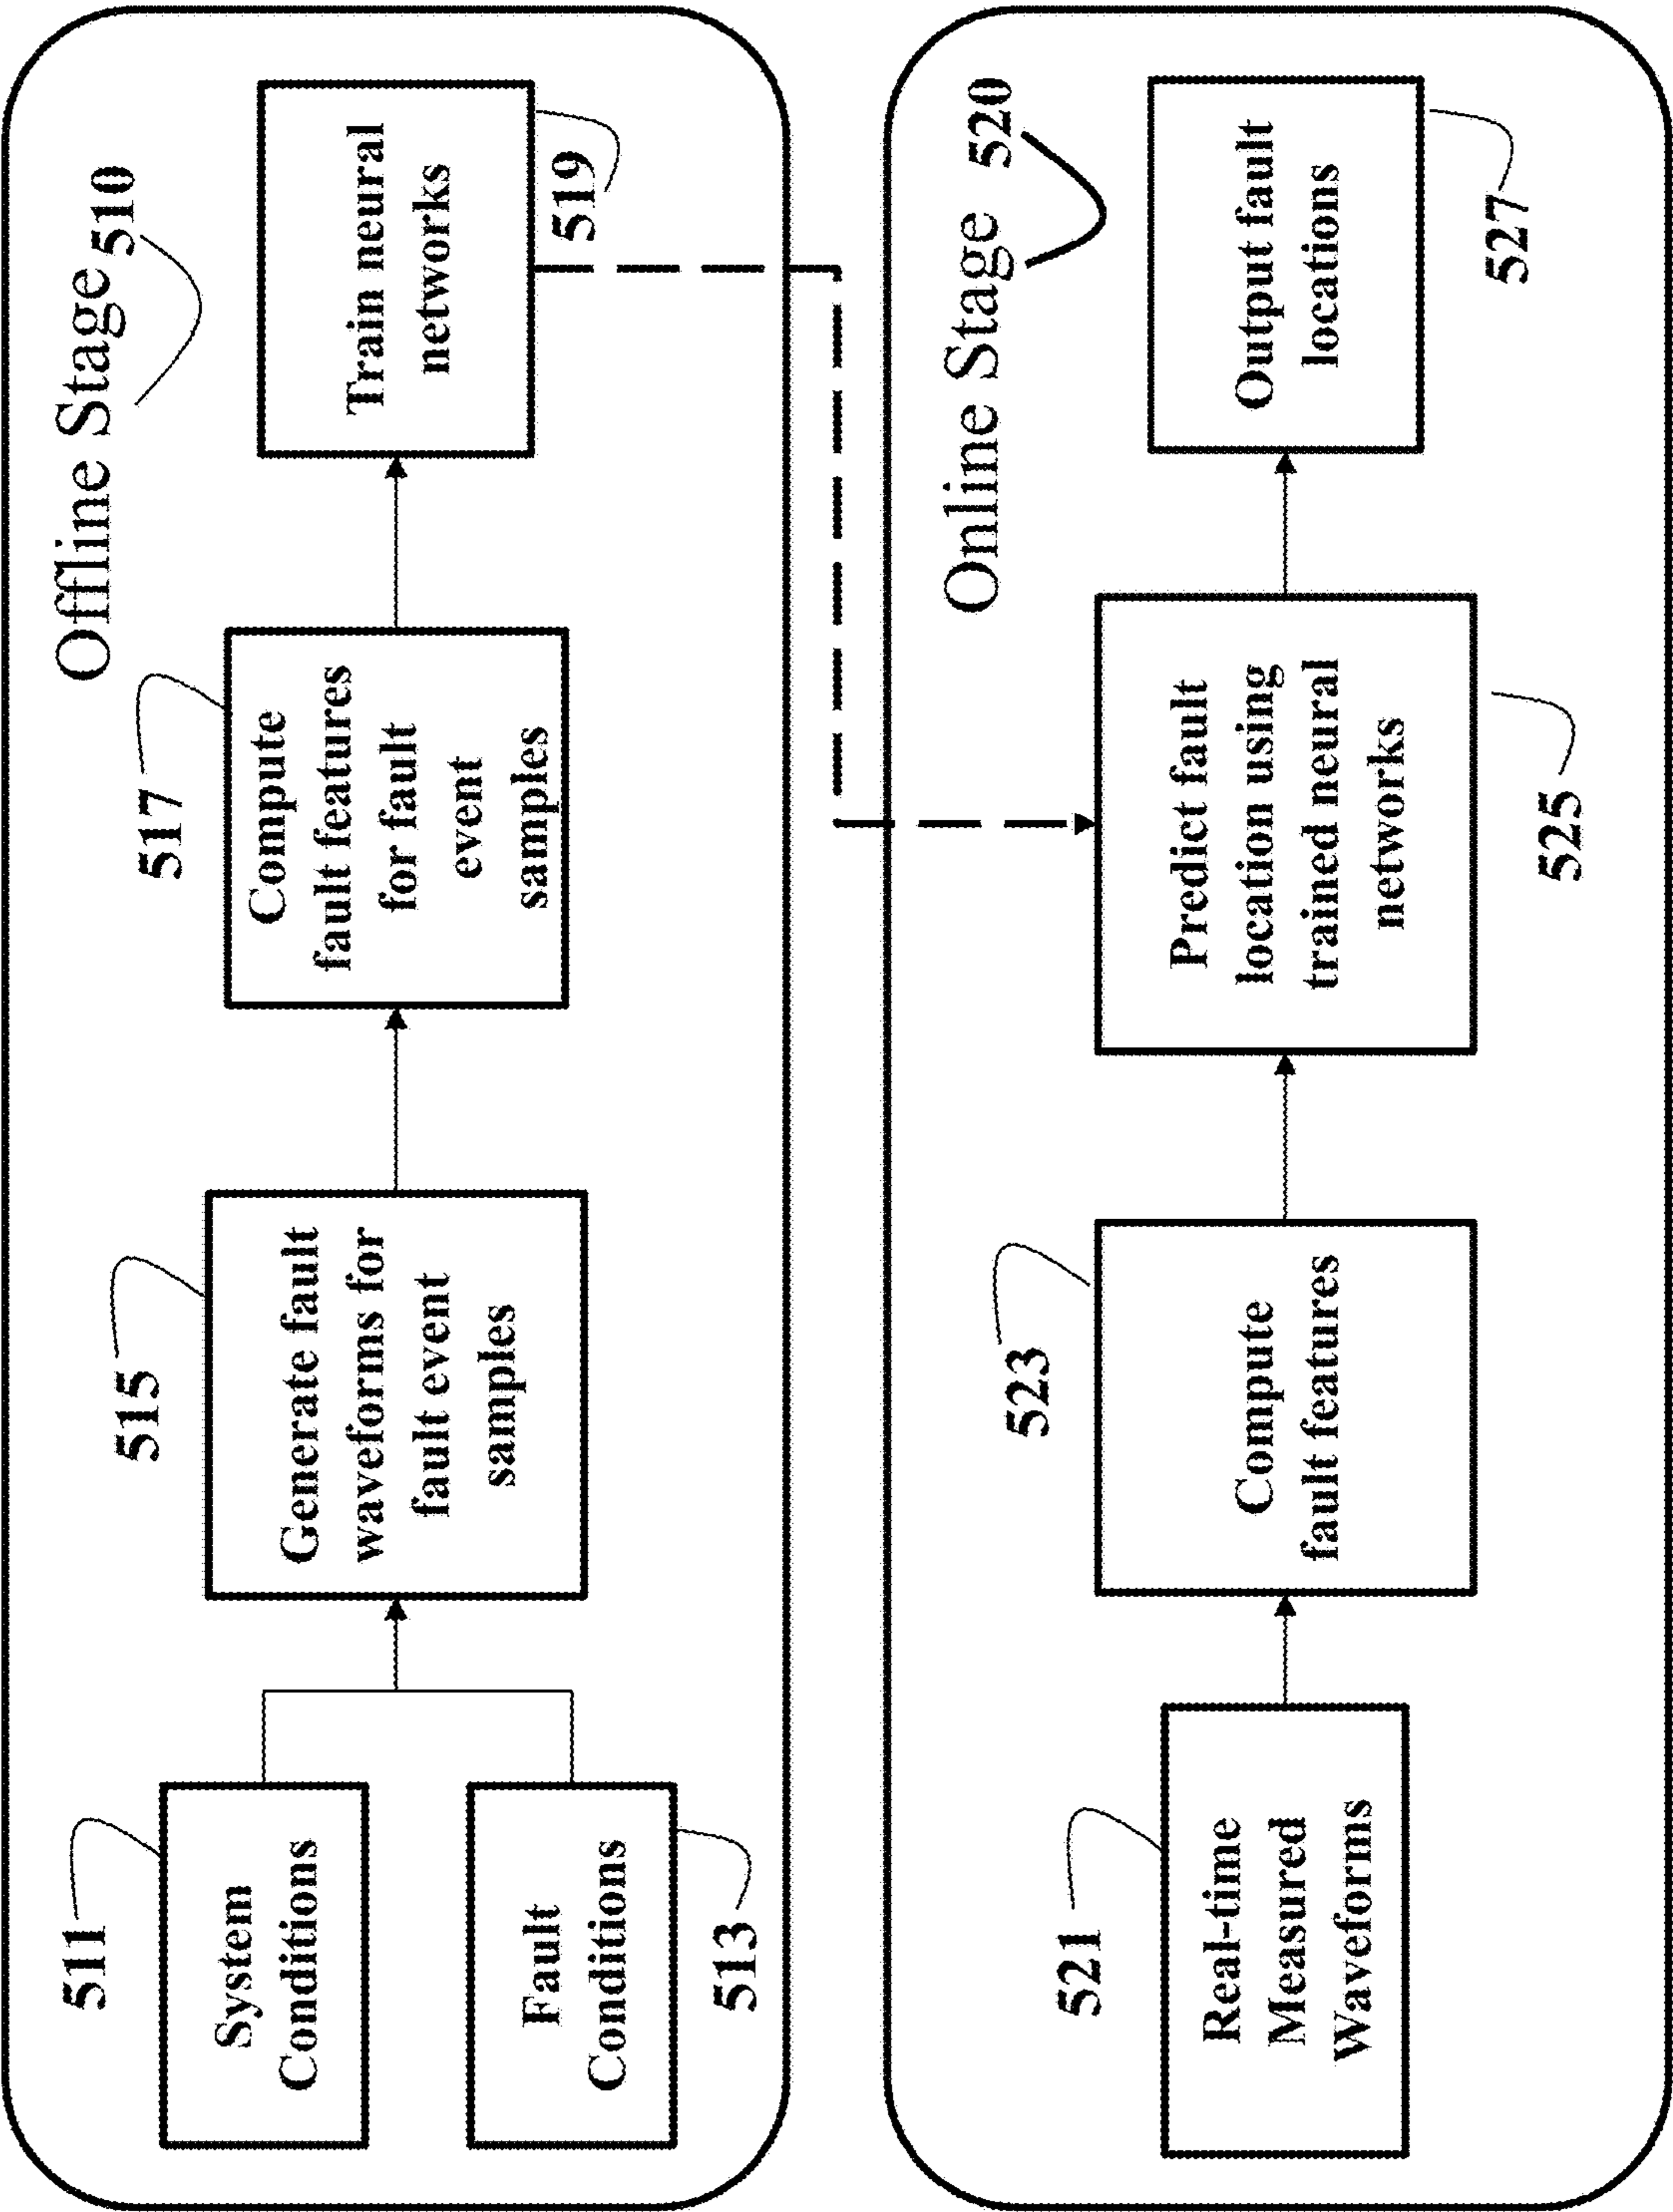 Offline Stage 510
511
System
Conditions
Fault
Conditions
513
515
Generate fault
waveforms for
fault event
samples
517
Compute
fault features
for fault
event
samples
Train neural
networks
519
Online Stage 520
521
Real-time
Measured
Waveforms
523
Compute
fault features
Predict fault
location using
trained neural
networks
525
Output fault
locations
527